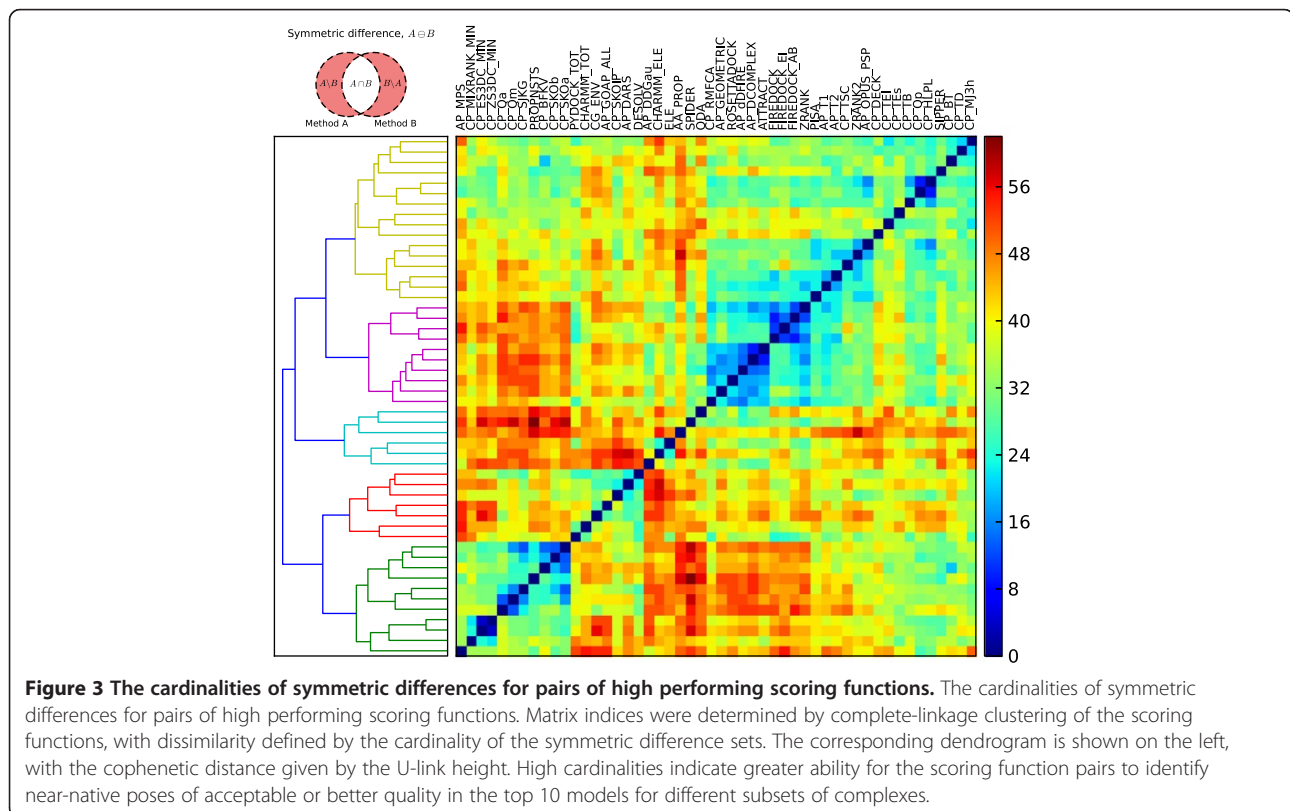 Symmetric difference, A⊖B
A\B A∩B B\A
Method A Method B
AP_MPS
CP_MIXRANK_MIN
CP_ES3DC_MIN
CP_ZS3DC_MIN
CP_Qa
CP_Qm
CP_SJKG
PROPNSTS
CP_BFKV
CP_SKOb
CP_SKOa
PYDOCK_TOT
CHARMM_TOT
CG_ENV
AP_GOAP_ALL
CP_SKOIP
AP_DARS
DESOLV
AP_PDGau
CHARMM_ELE
ELE
AA_PROP
SPIDER
ODA
CP_RMFCA
AP_GEOMETRIC
ROSETTADOCK
AP_dDFIRE
AP_DCOMPLEX
ATTRACT
FIREDOCK
FIREDOCK_EI
FIREDOCK_AB
ZRANK
PISA
AP_T1
AP_T2
CP_TSC
ZRANK2
AP_OPUS_PSP
CP_DECK
CP_TEl
CP_TEs
CP_TB
CP_Qp
CP_HLPL
SIPPER
CP_BT
CP_TD
CP_MJ3h
56
48
40
32
24
16
8
0
Figure 3 The cardinalities of symmetric differences for pairs of high performing scoring functions. The cardinalities of symmetric
differences for pairs of high performing scoring functions. Matrix indices were determined by complete-linkage clustering of the scoring
functions, with dissimilarity defined by the cardinality of the symmetric difference sets. The corresponding dendrogram is shown on the left,
with the cophenetic distance given by the U-link height. High cardinalities indicate greater ability for the scoring function pairs to identify
near-native poses of acceptable or better quality in the top 10 models for different subsets of complexes.